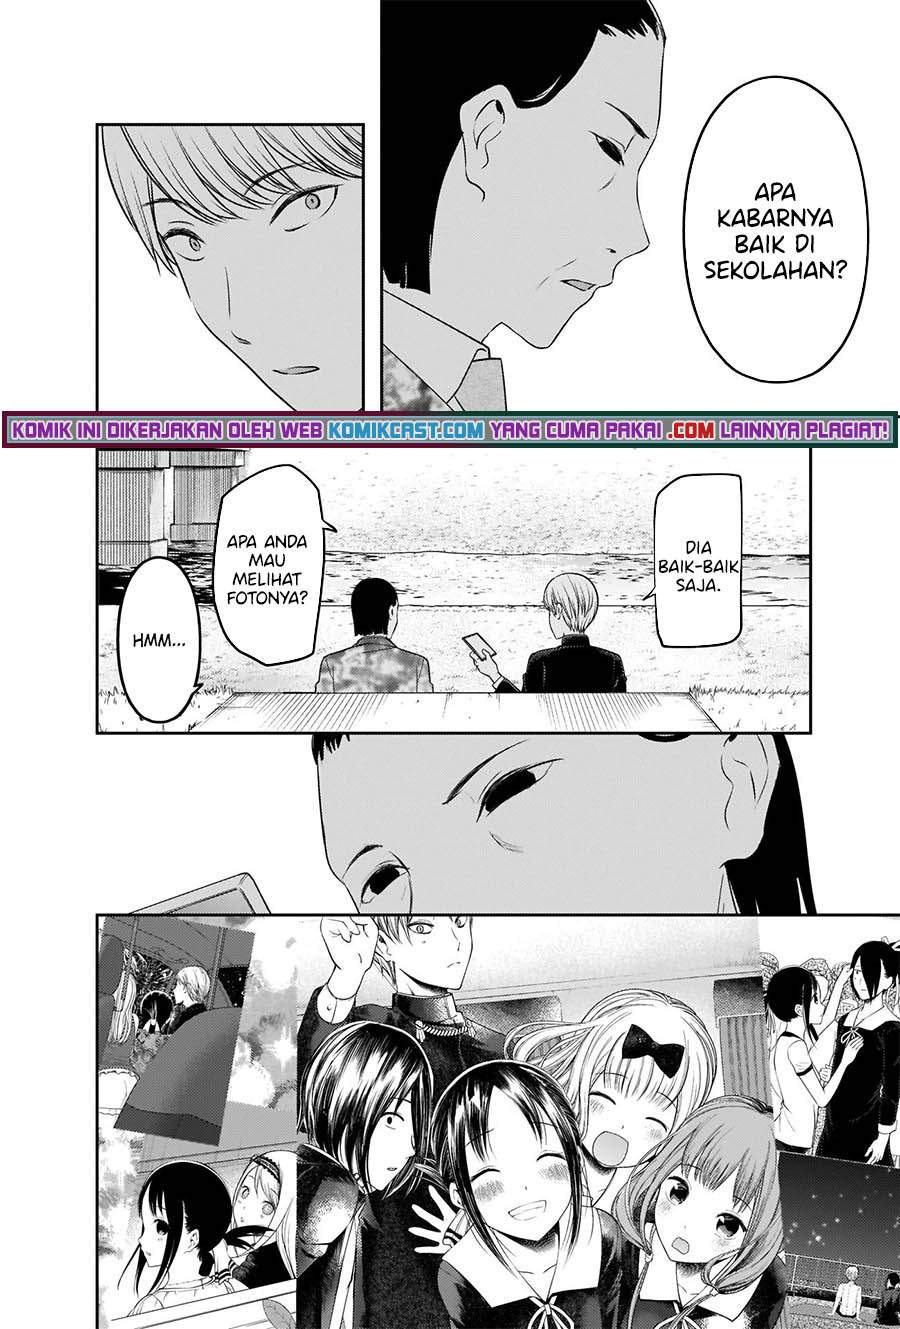 APA
KABARNYA
BAIK DI
SEKOLAHAN?
KOMIK INI DIKERJAKAN OLEH WEB KOMIKCAST.COM YANG CUMA PAKAI .COM LAINNYA PLAGIAT!
DIA
BAIK-BAIK
SAJA.
APA ANDA
MAU
MELIHAT
FOTONYA?
HMM...